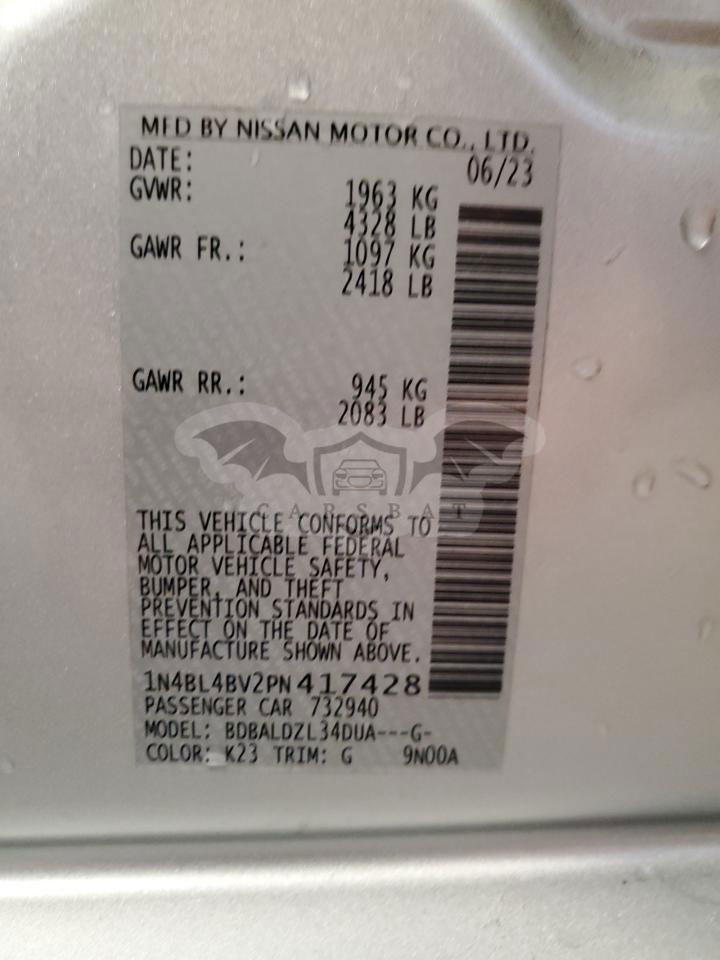 MFD BY NISSAN MOTOR CO., LTD.
DATE: 06/23
GVWR: 1963 KG
4328 LB
GAWR FR.: 1097 KG
2418 LB
GAWR RR.: 945 KG
2083 LB
CARSBAT
THIS VEHICLE CONFORMS TO
ALL APPLICABLE FEDERAL
MOTOR VEHICLE SAFETY,
BUMPER, AND THEFT
PREVENTION STANDARDS IN
EFFECT ON THE DATE OF
MANUFACTURE SHOWN ABOVE.
1N4BL4BV2PN417428
PASSENGER CAR 732940
MODEL: BDBALDZL34DUA---G-
COLOR: K23 TRIM: G 9N00A